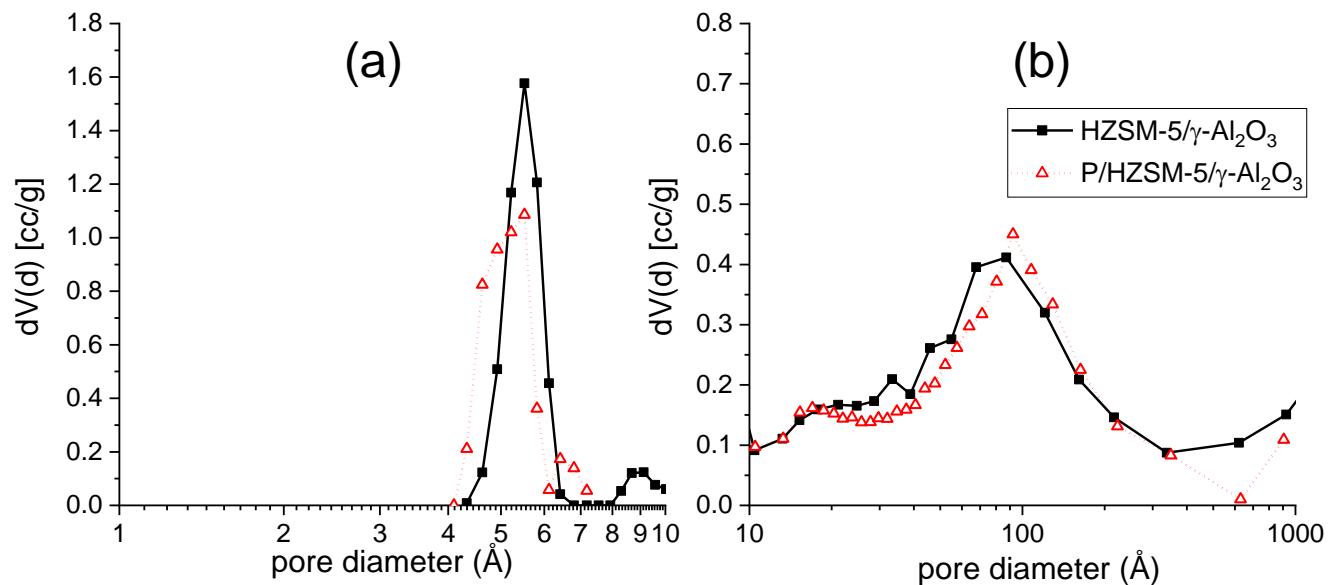 (a)
dV(d) [cc/g]
1.8
1.6
1.4
1.2
1.0
0.8
0.6
0.4
0.2
0.0
1 2 3 4 5 6 7 8 9 10
pore diameter (Å)
(b)
dV(d) [cc/g]
0.8
0.7
0.6
0.5
0.4
0.3
0.2
0.1
0.0
10 100 1000
pore diameter (Å)
HZSM-5/γ-Al₂O₃
P/HZSM-5/γ-Al₂O₃